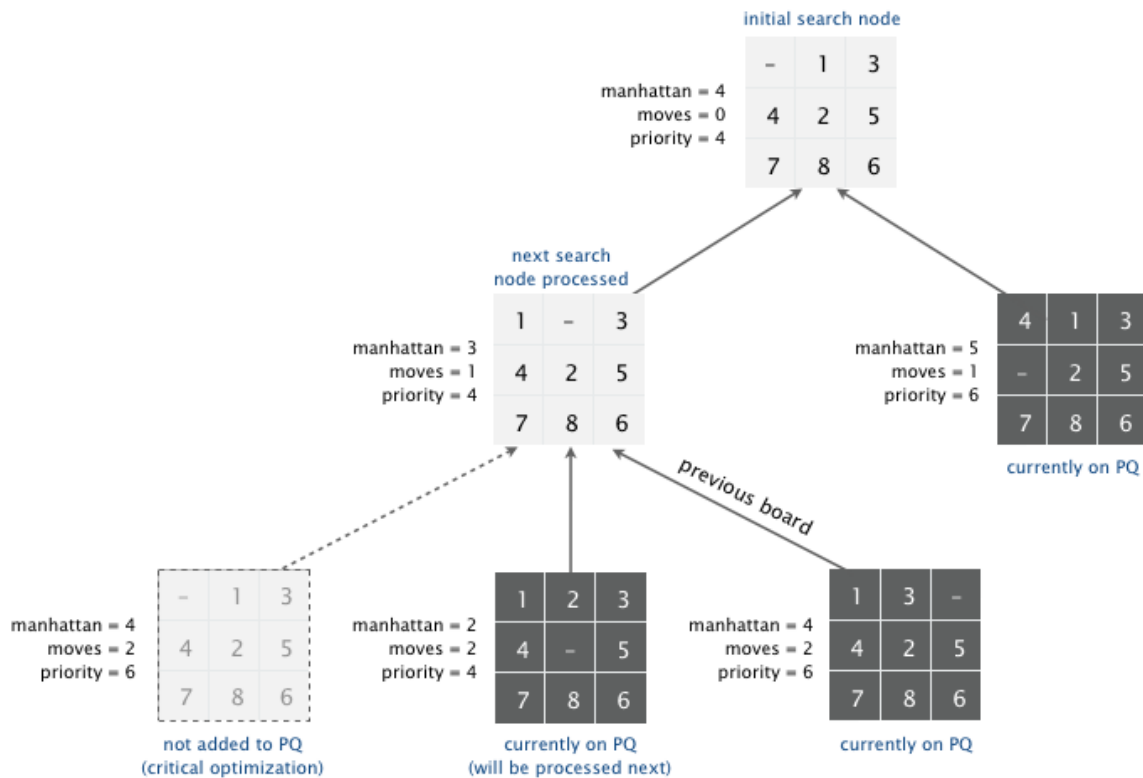 initial search node
- 1 3
manhattan = 4
moves = 0
priority = 4
4 2 5
7 8 6
next search
node processed
1 - 3
manhattan = 3
moves = 1
priority = 4
4 2 5
7 8 6
4 1 3
manhattan = 5
moves = 1
priority = 6
- 2 5
7 8 6
currently on PQ
previous board
- 1 3
manhattan = 4
moves = 2
priority = 6
4 2 5
7 8 6
not added to PQ
(critical optimization)
1 2 3
manhattan = 2
moves = 2
priority = 4
4 - 5
7 8 6
currently on PQ
(will be processed next)
1 3 -
manhattan = 4
moves = 2
priority = 6
4 2 5
7 8 6
currently on PQ